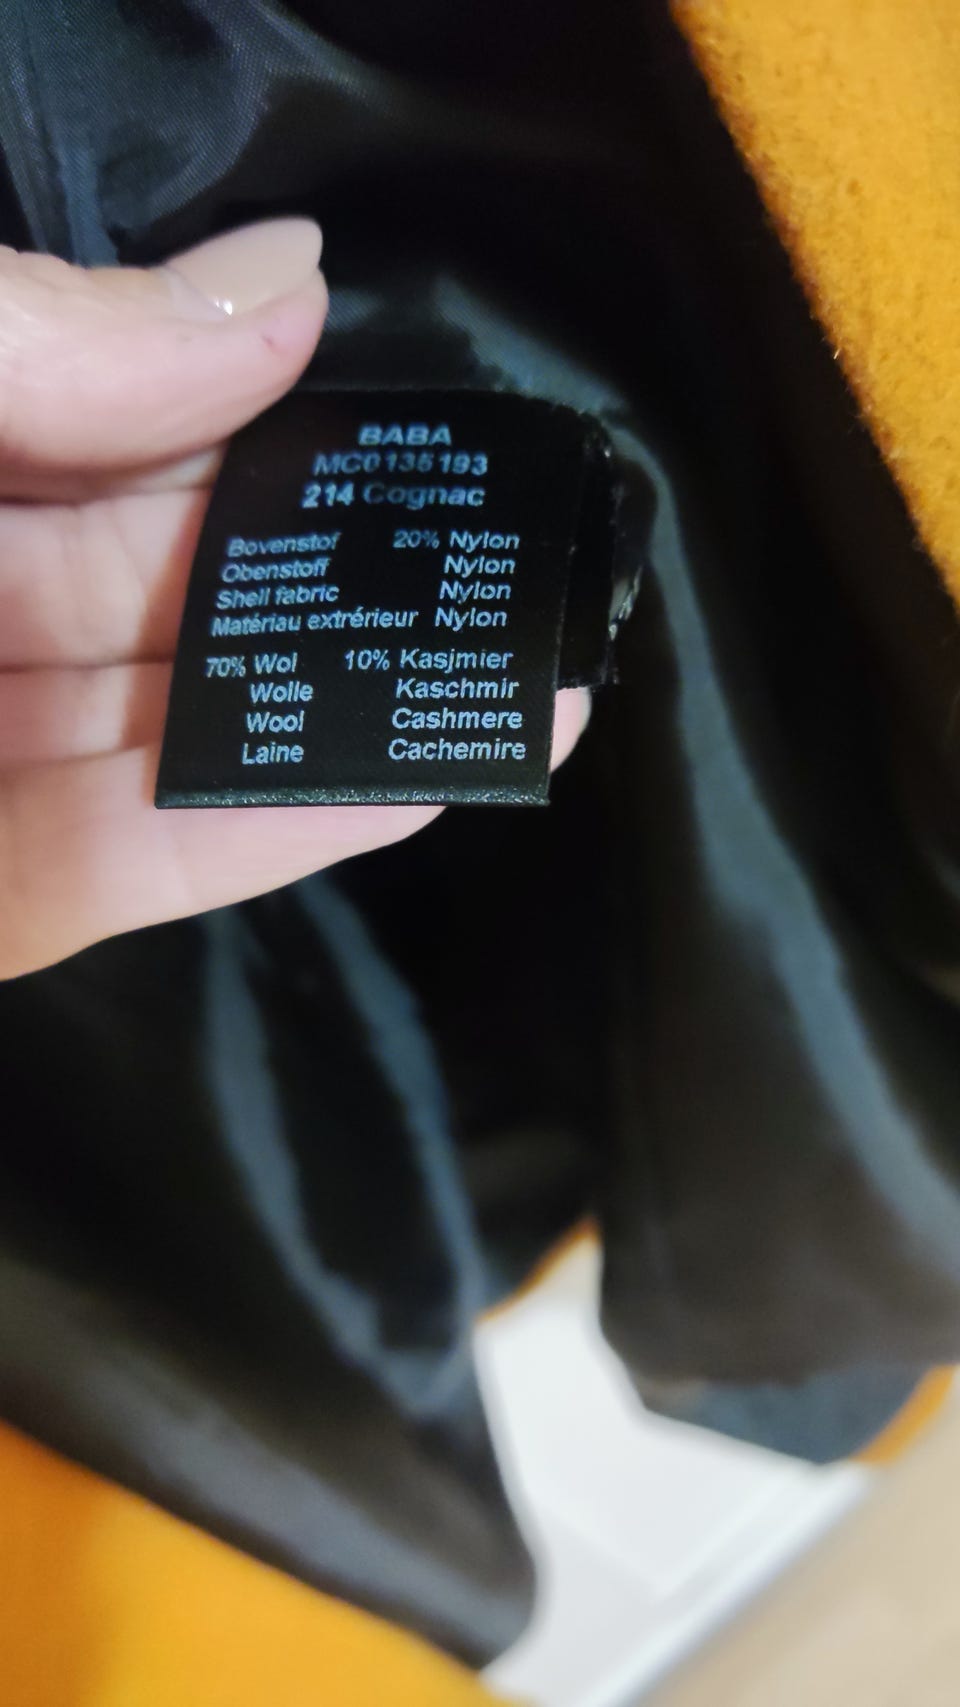 BABA
MC0135193
214 Cognac
Bovenstof 20% Nylon
Obenstoff Nylon
Shell fabric Nylon
Matériau extrérieur Nylon
70% Wol 10% Kasjmier
Wolle Kaschmir
Wool Cashmere
Laine Cachemire